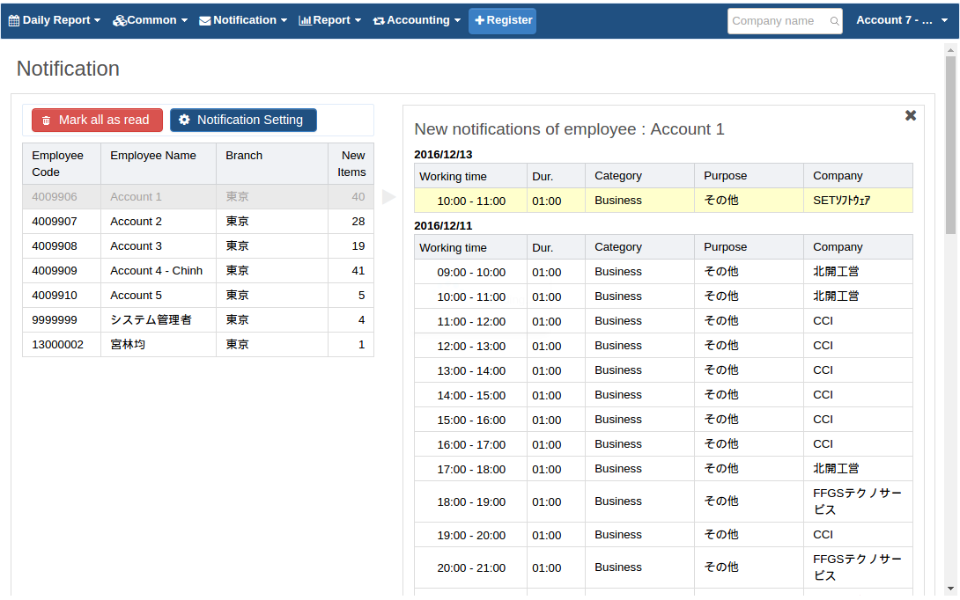 Daily Report Common Notification Report Accounting Register Company name Account 7 - ...
Notification
Mark all as read Notification Setting
Employee Code Employee Name Branch New Items
4009906 Account 1 東京 40
4009907 Account 2 東京 28
4009908 Account 3 東京 19
4009909 Account 4 - Chinh 東京 41
4009910 Account 5 東京 5
9999999 システム管理者 東京 4
13000002 宮林均 東京 1
New notifications of employee : Account 1
2016/12/13
Working time Dur. Category Purpose Company
10:00 - 11:00 01:00 Business その他 SETｿﾌﾄｳｪｱ
2016/12/11
Working time Dur. Category Purpose Company
09:00 - 10:00 01:00 Business その他 北開工営
10:00 - 11:00 01:00 Business その他 北開工営
11:00 - 12:00 01:00 Business その他 CCI
12:00 - 13:00 01:00 Business その他 CCI
13:00 - 14:00 01:00 Business その他 CCI
14:00 - 15:00 01:00 Business その他 CCI
15:00 - 16:00 01:00 Business その他 CCI
16:00 - 17:00 01:00 Business その他 CCI
17:00 - 18:00 01:00 Business その他 北開工営
18:00 - 19:00 01:00 Business その他 FFGSテクノサービス
19:00 - 20:00 01:00 Business その他 CCI
20:00 - 21:00 01:00 Business その他 FFGSテクノサービス